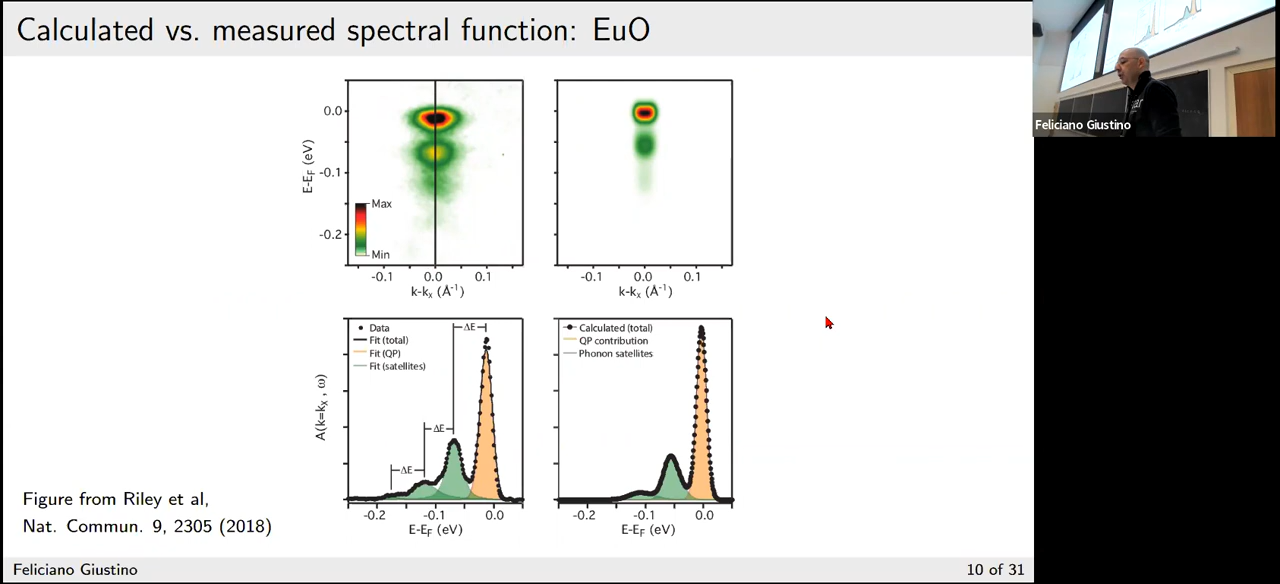 Calculated vs. measured spectral function: EuO
0.0
-0.1
-0.2
E-E_F (eV)
Max
Min
-0.1
0.0
0.1
k-k_x (Å⁻¹)
-0.1
0.0
0.1
k-k_x (Å⁻¹)
Data
Fit (total)
Fit (QP)
Fit (satellites)
ΔE
ΔE
ΔE
A(k=k_x , ω)
-0.2
-0.1
0.0
E-E_F (eV)
Calculated (total)
QP contribution
Phonon satellites
-0.2
-0.1
0.0
E-E_F (eV)
Figure from Riley et al,
Nat. Commun. 9, 2305 (2018)
Feliciano Giustino
10 of 31
Feliciano Giustino